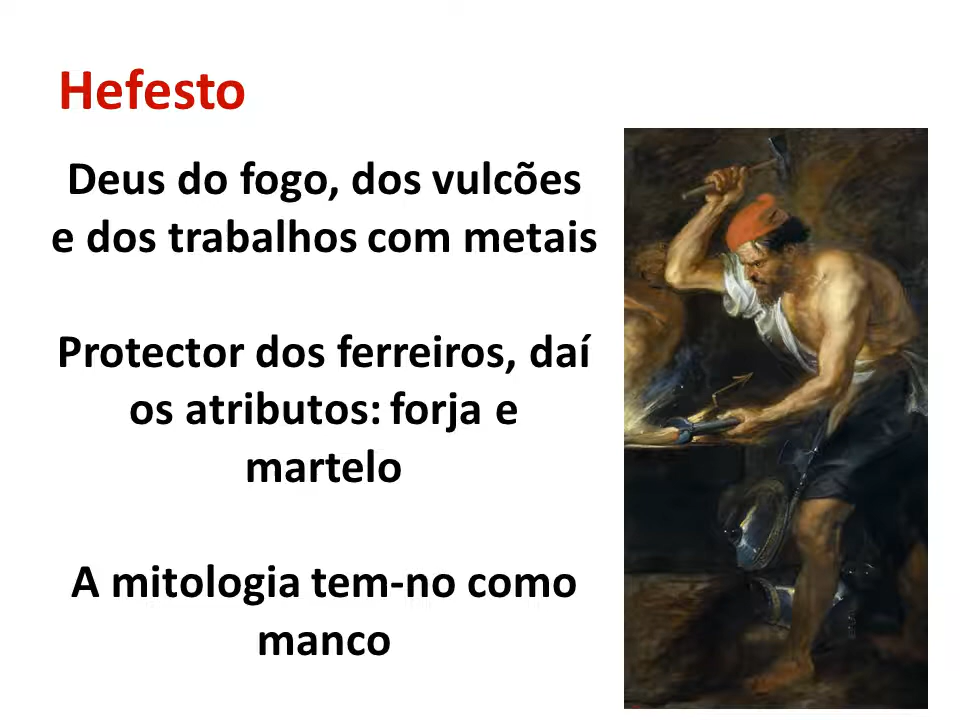 Hefesto
Deus do fogo, dos vulcões
e dos trabalhos com metais
Protector dos ferreiros, daí
os atributos: forja e
martelo
A mitologia tem-no como
manco